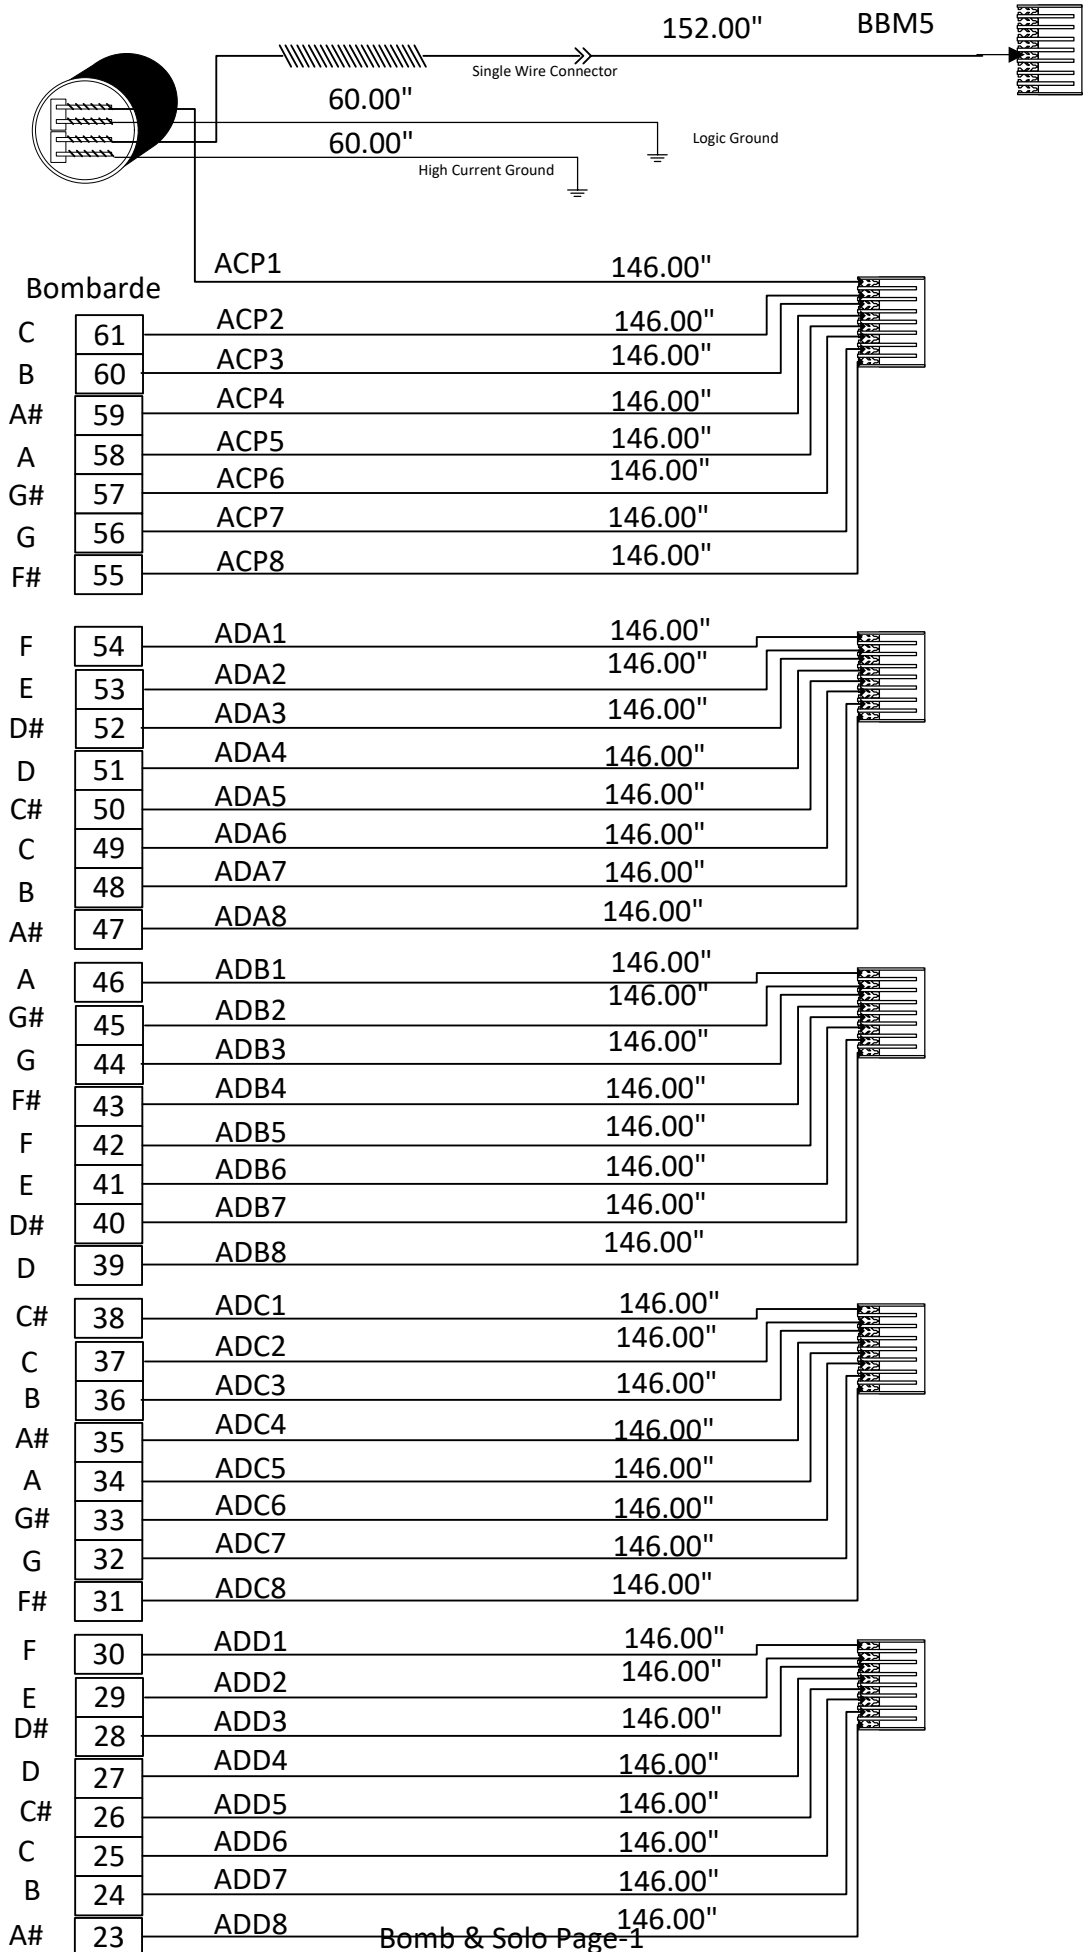 152.00" BBM5
Single Wire Connector
60.00"
Logic Ground
60.00"
High Current Ground
ACP1 146.00"
Bombarde
C 61 ACP2 146.00"
B 60 ACP3 146.00"
A# 59 ACP4 146.00"
A 58 ACP5 146.00"
G# 57 ACP6 146.00"
G 56 ACP7 146.00"
F# 55 ACP8 146.00"
F 54 ADA1 146.00"
E 53 ADA2 146.00"
D# 52 ADA3 146.00"
D 51 ADA4 146.00"
C# 50 ADA5 146.00"
C 49 ADA6 146.00"
B 48 ADA7 146.00"
A# 47 ADA8 146.00"
A 46 ADB1 146.00"
G# 45 ADB2 146.00"
G 44 ADB3 146.00"
F# 43 ADB4 146.00"
F 42 ADB5 146.00"
E 41 ADB6 146.00"
D# 40 ADB7 146.00"
D 39 ADB8 146.00"
C# 38 ADC1 146.00"
C 37 ADC2 146.00"
B 36 ADC3 146.00"
A# 35 ADC4 146.00"
A 34 ADC5 146.00"
G# 33 ADC6 146.00"
G 32 ADC7 146.00"
F# 31 ADC8 146.00"
F 30 ADD1 146.00"
E 29 ADD2 146.00"
D# 28 ADD3 146.00"
D 27 ADD4 146.00"
C# 26 ADD5 146.00"
C 25 ADD6 146.00"
B 24 ADD7 146.00"
A# 23 ADD8 146.00"
Bomb & Solo Page-1